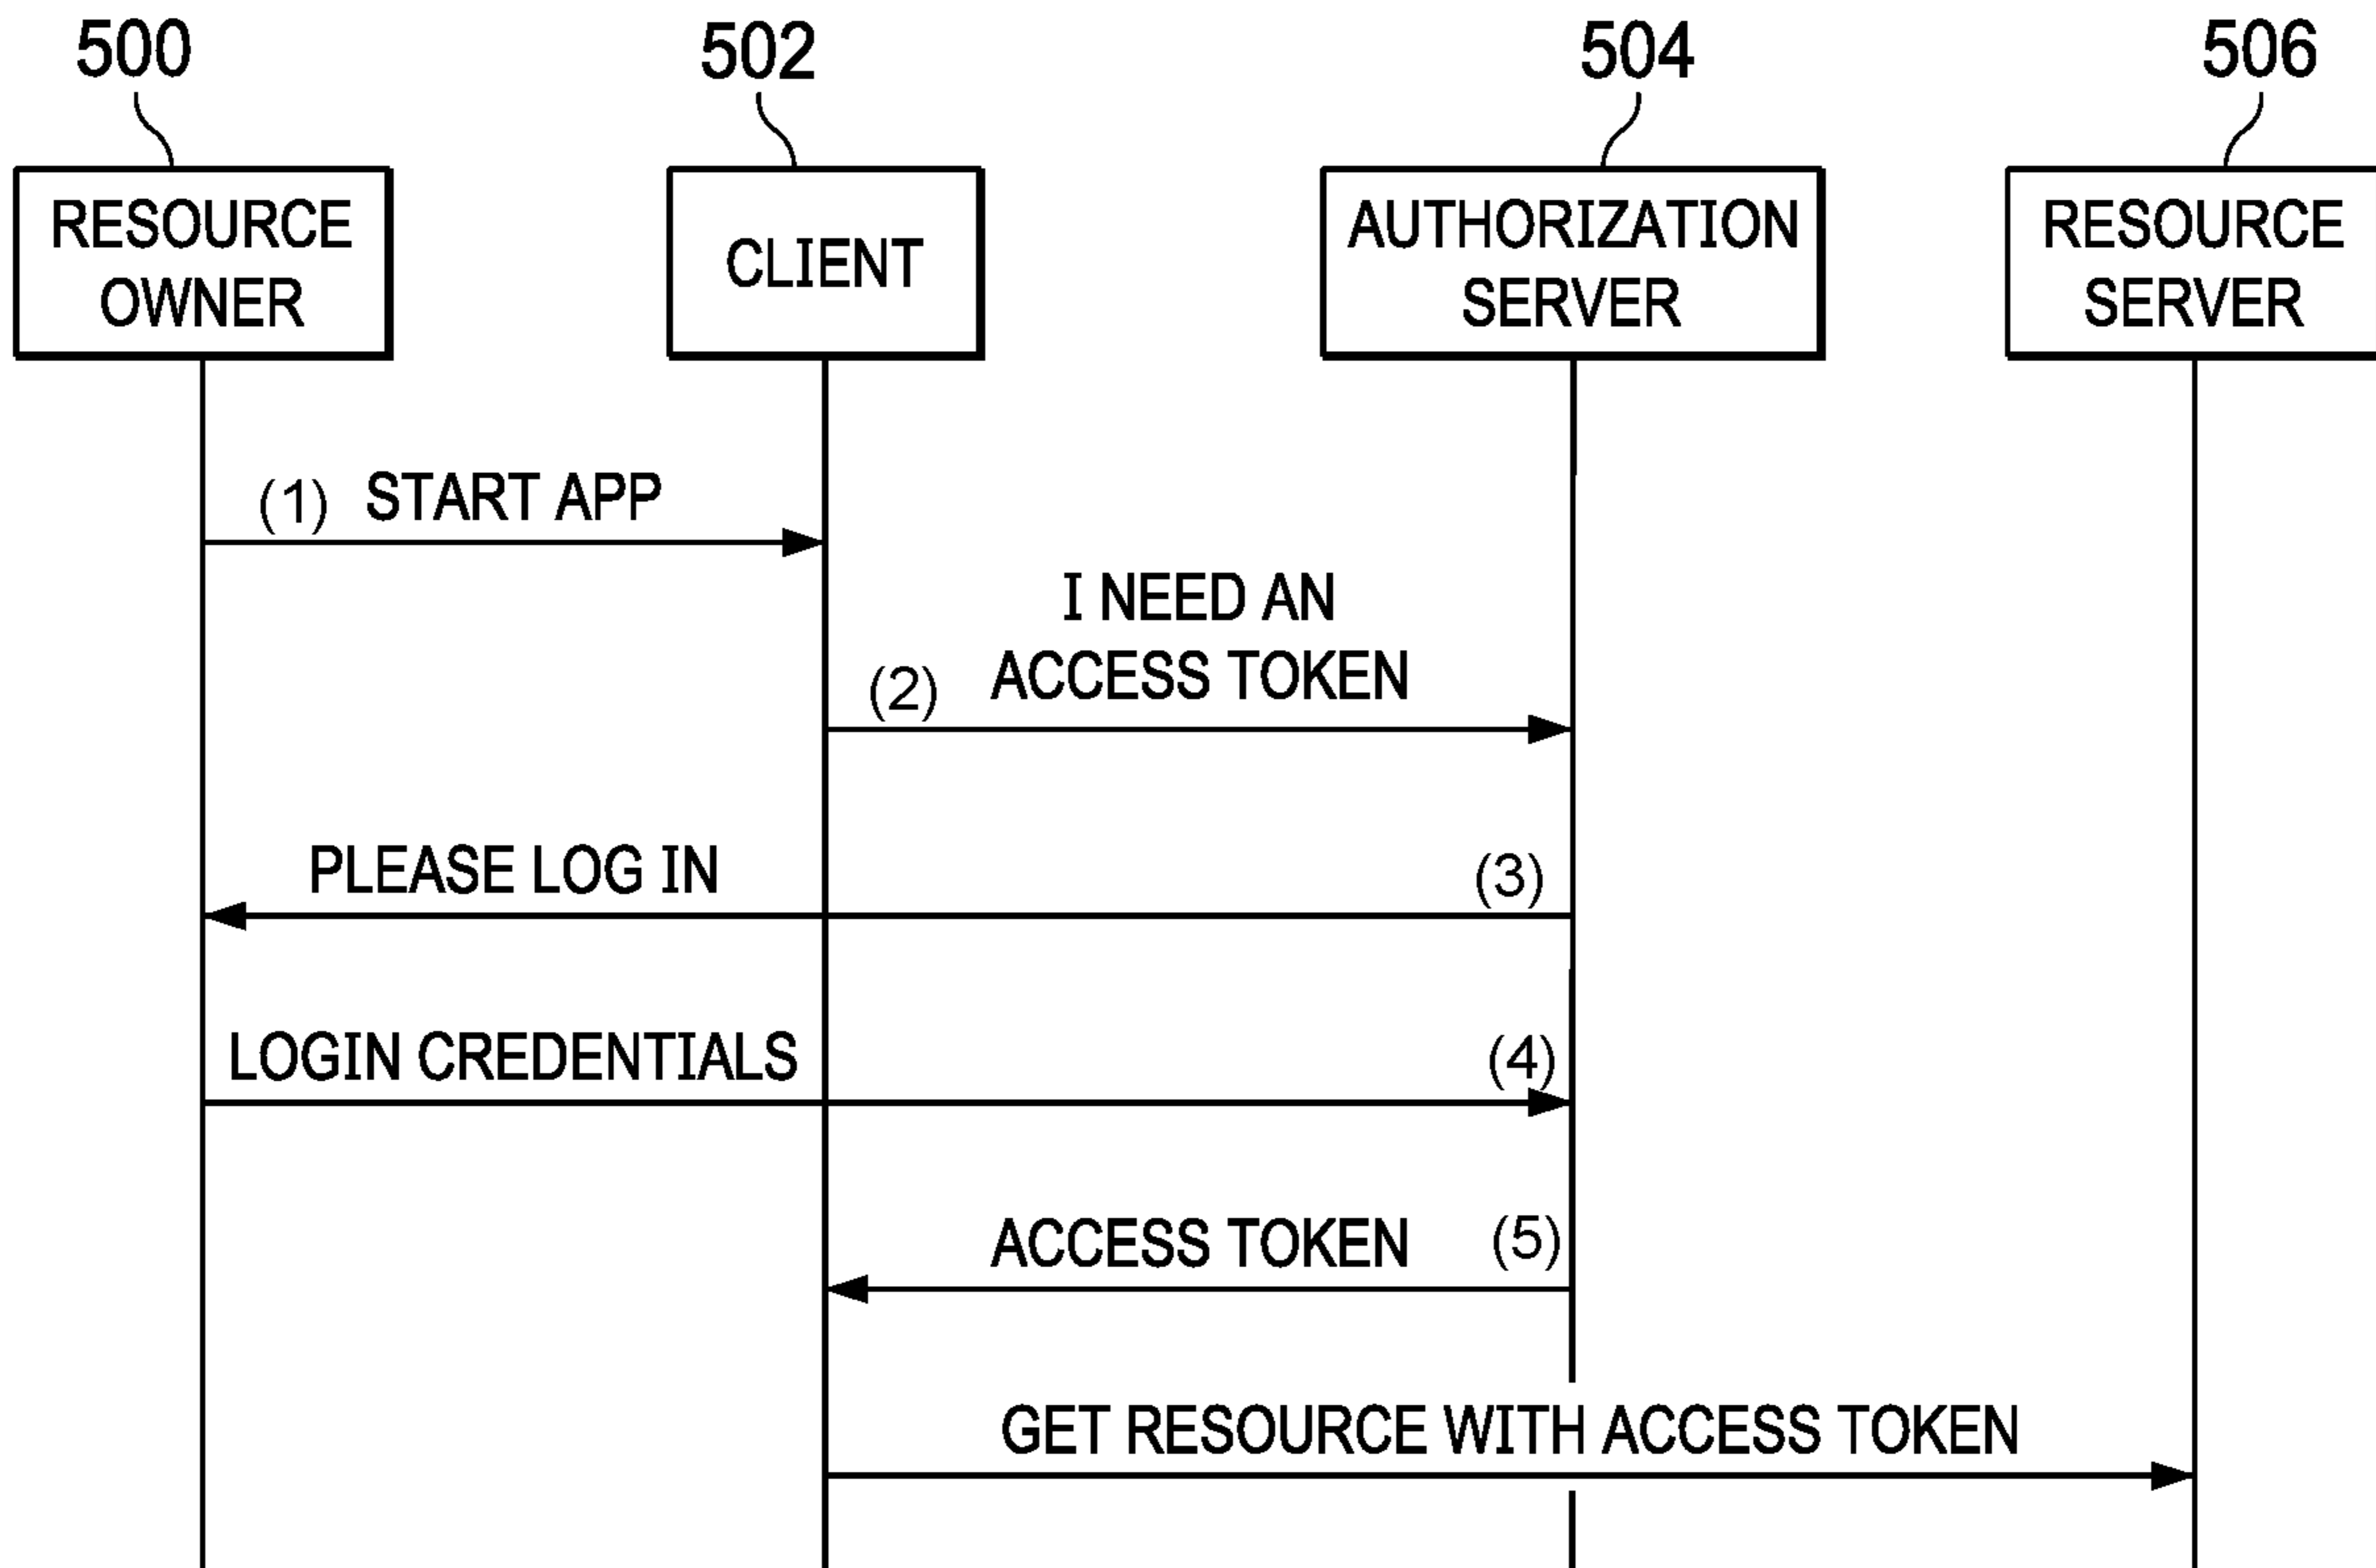 500
502
504
506
RESOURCE
OWNER
CLIENT
AUTHORIZATION
SERVER
RESOURCE
SERVER
(1) START APP
I NEED AN
(2) ACCESS TOKEN
PLEASE LOG IN (3)
LOGIN CREDENTIALS (4)
ACCESS TOKEN (5)
GET RESOURCE WITH ACCESS TOKEN